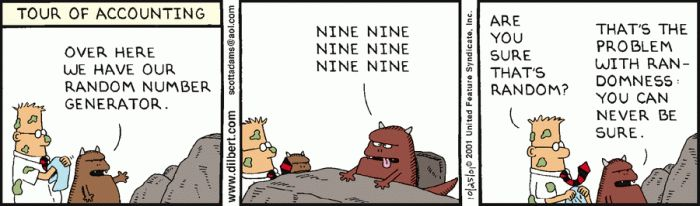 TOUR OF ACCOUNTING
OVER HERE
WE HAVE OUR
RANDOM NUMBER
GENERATOR.
www.dilbert.com
scottadams@aol.com
NINE NINE
NINE NINE
NINE NINE
10/25/01 © 2001 United Feature Syndicate, Inc.
ARE
YOU
SURE
THAT'S
RANDOM?
THAT'S THE
PROBLEM
WITH RAN-
DOMNESS:
YOU CAN
NEVER BE
SURE.